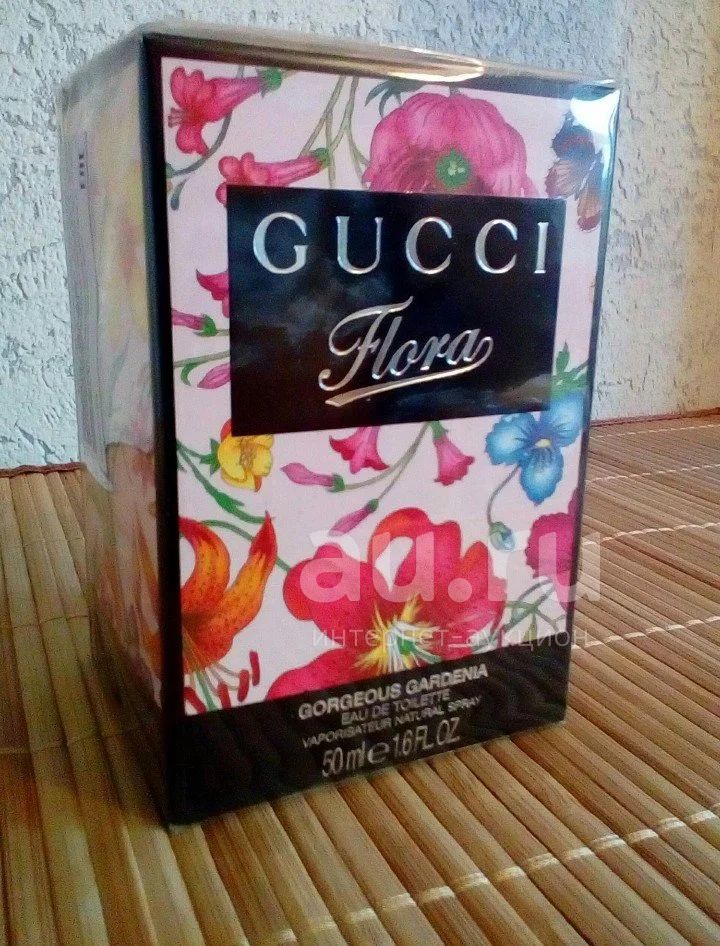 GUCCI
Flora
au.ru
интернет-аукцион
GORGEOUS GARDENIA
EAU DE TOILETTE
VAPORISATEUR NATURAL SPRAY
50 ml e 1.6 FL.OZ.